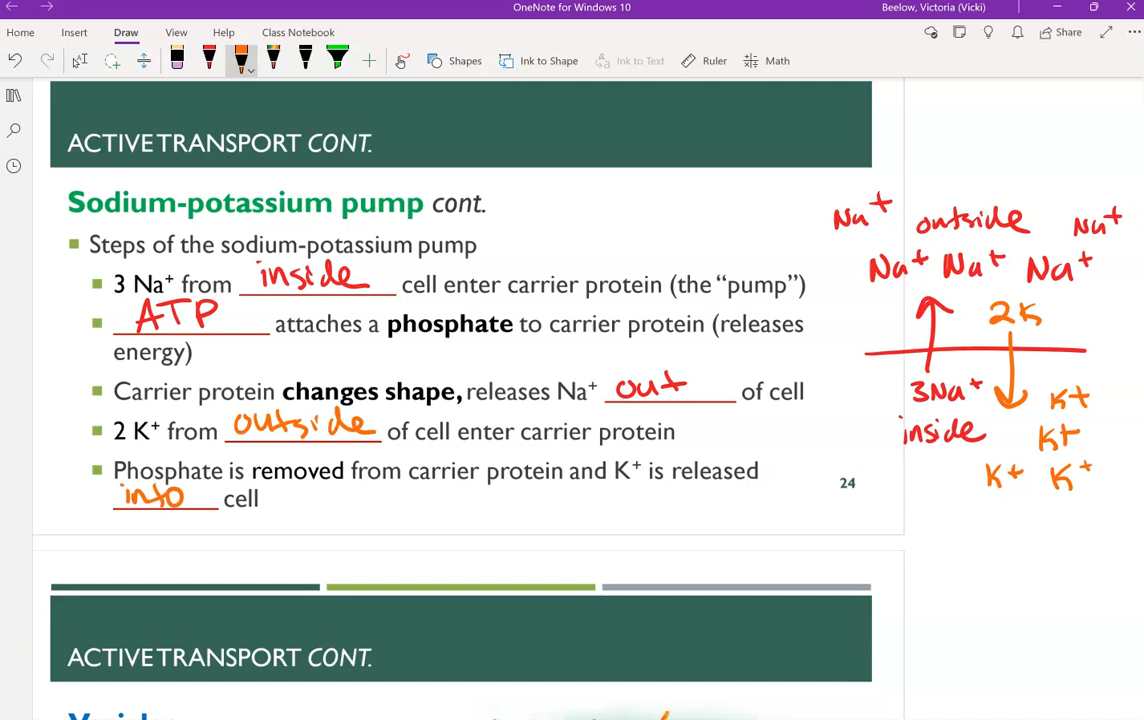 OneNote for Windows 10
Beelow, Victoria (Vicki)
Home Insert Draw View Help Class Notebook
Share
Shapes Ink to Shape Ink to Text Ruler Math
ACTIVE TRANSPORT CONT.
Sodium-potassium pump cont.
Steps of the sodium-potassium pump
3 Na⁺ from inside cell enter carrier protein (the “pump”)
ATP attaches a phosphate to carrier protein (releases
energy)
Carrier protein changes shape, releases Na⁺ out of cell
2 K⁺ from outside of cell enter carrier protein
Phosphate is removed from carrier protein and K⁺ is released
into cell
24
Na⁺ outside Na⁺
Na⁺ Na⁺ Na⁺
2K
3Na⁺ K⁺
inside K⁺
K⁺ K⁺
ACTIVE TRANSPORT CONT.